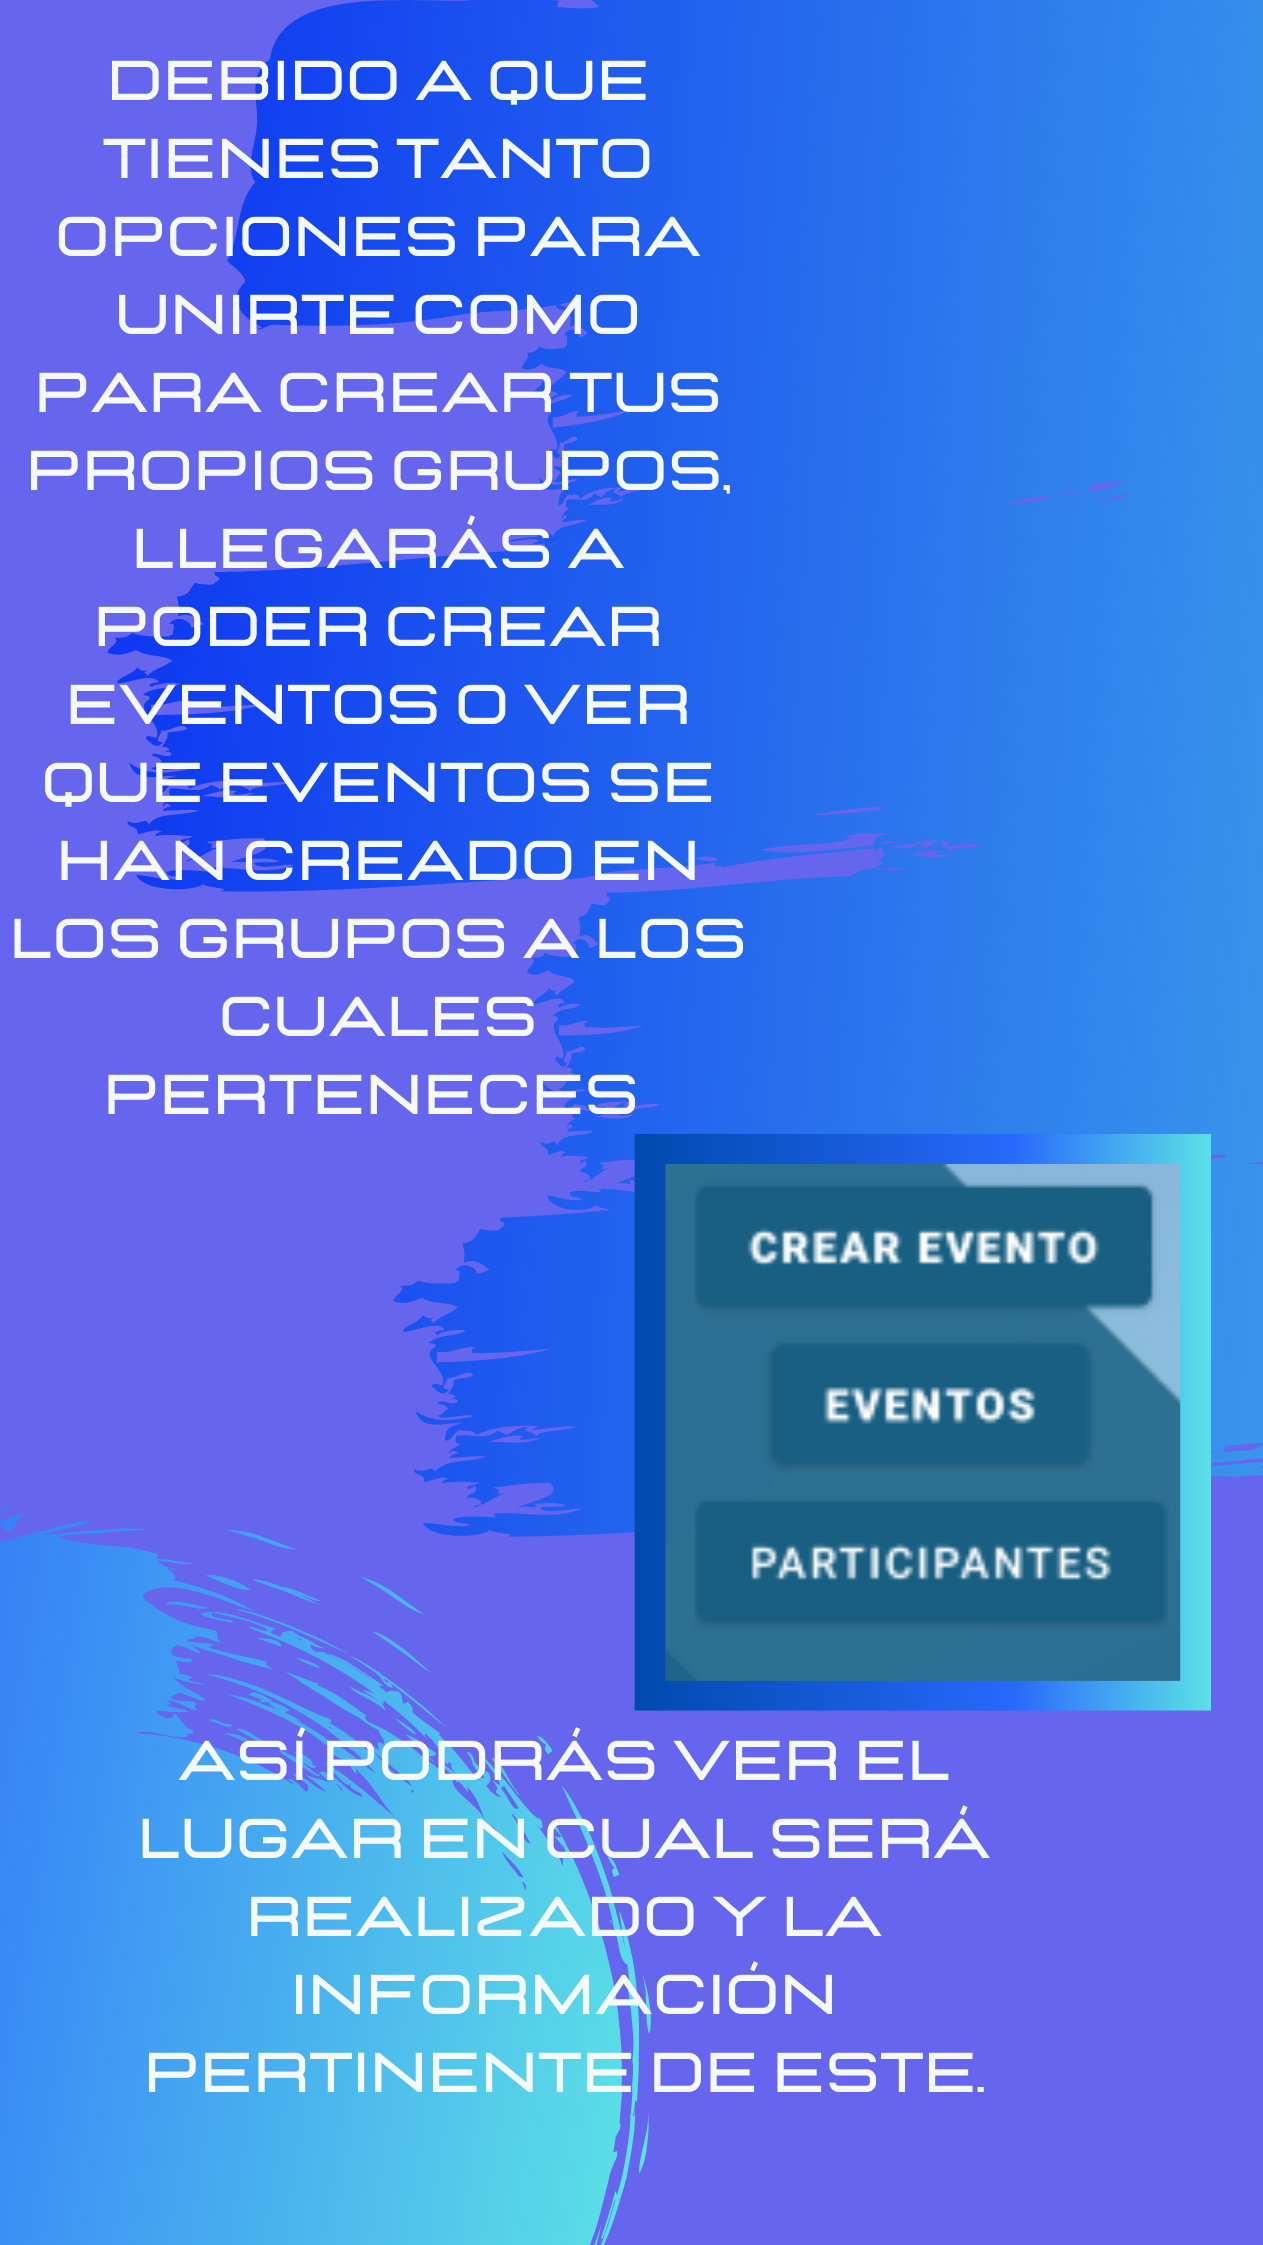 DEBIDO A QUE
TIENES TANTO
OPCIONES PARA
UNIRTE COMO
PARA CREAR TUS
PROPIOS GRUPOS,
LLEGARÁS A
PODER CREAR
EVENTOS O VER
QUE EVENTOS SE
HAN CREADO EN
LOS GRUPOS A LOS
CUALES
PERTENECES
CREAR EVENTO
EVENTOS
PARTICIPANTES
ASÍ PODRÁS VER EL
LUGAR EN CUAL SERÁ
REALIZADO Y LA
INFORMACIÓN
PERTINENTE DE ESTE.